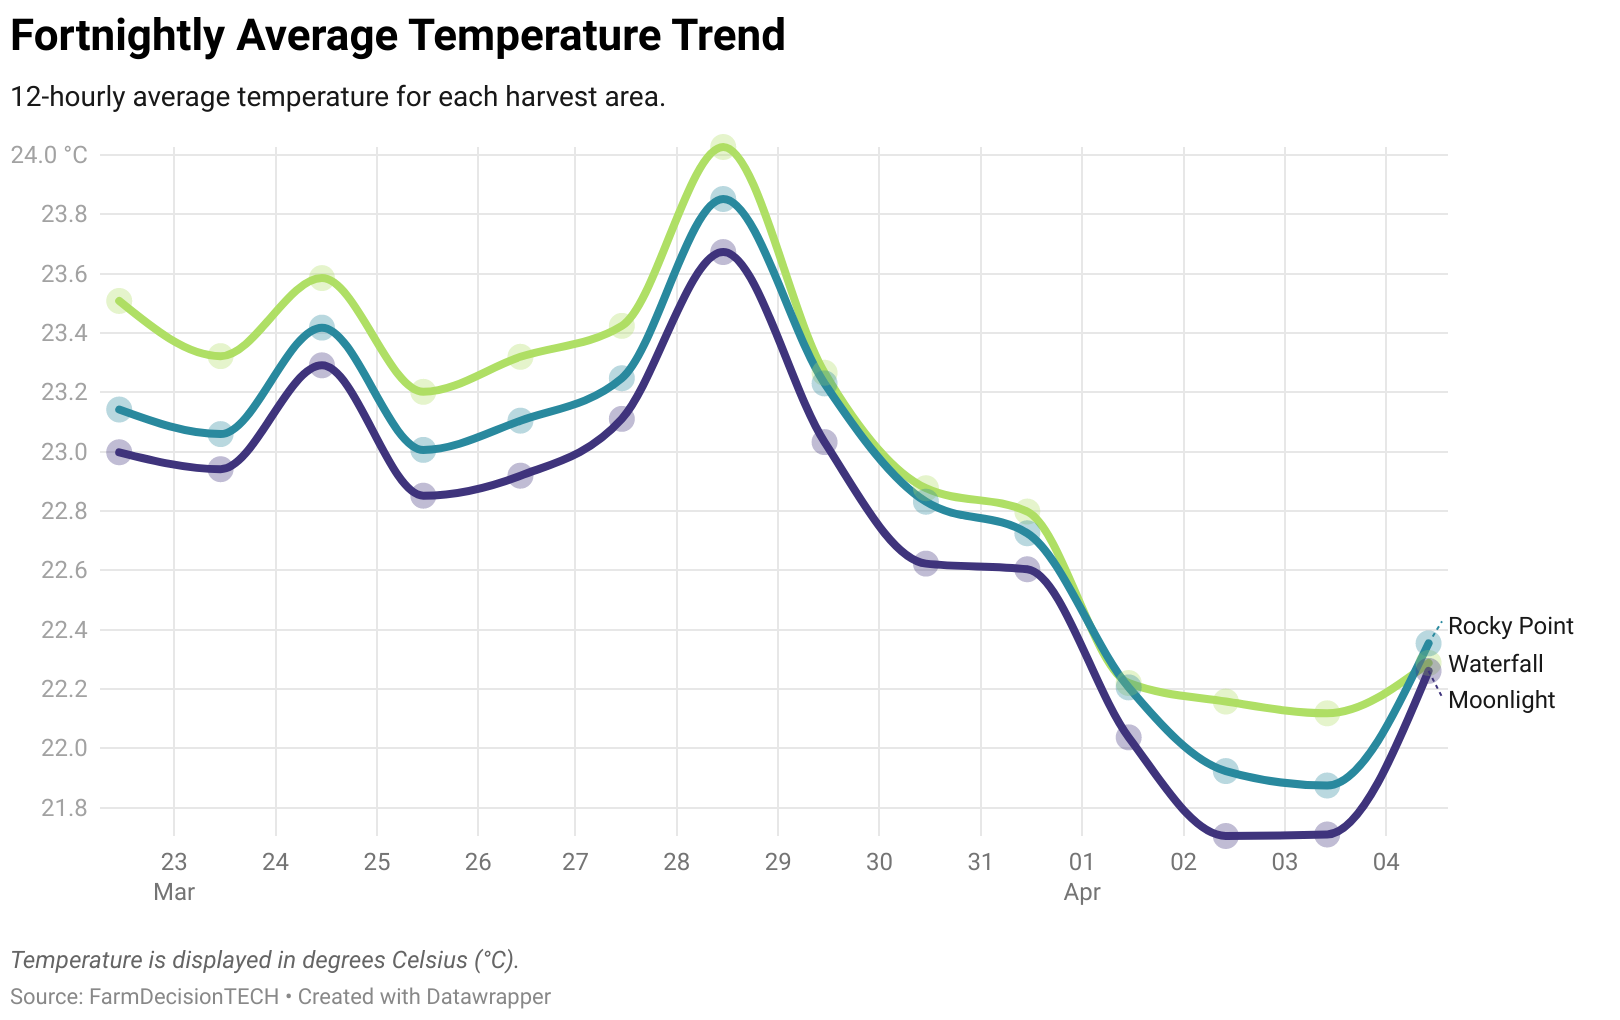 Fortnightly Average Temperature Trend
12-hourly average temperature for each harvest area.
24.0 °C
23.8
23.6
23.4
23.2
23.0
22.8
22.6
22.4
22.2
22.0
21.8
Rocky Point
Waterfall
Moonlight
23 24 25 26 27 28 29 30 31 01 02 03 04
Mar Apr
Temperature is displayed in degrees Celsius (°C).
Source: FarmDecisionTECH • Created with Datawrapper